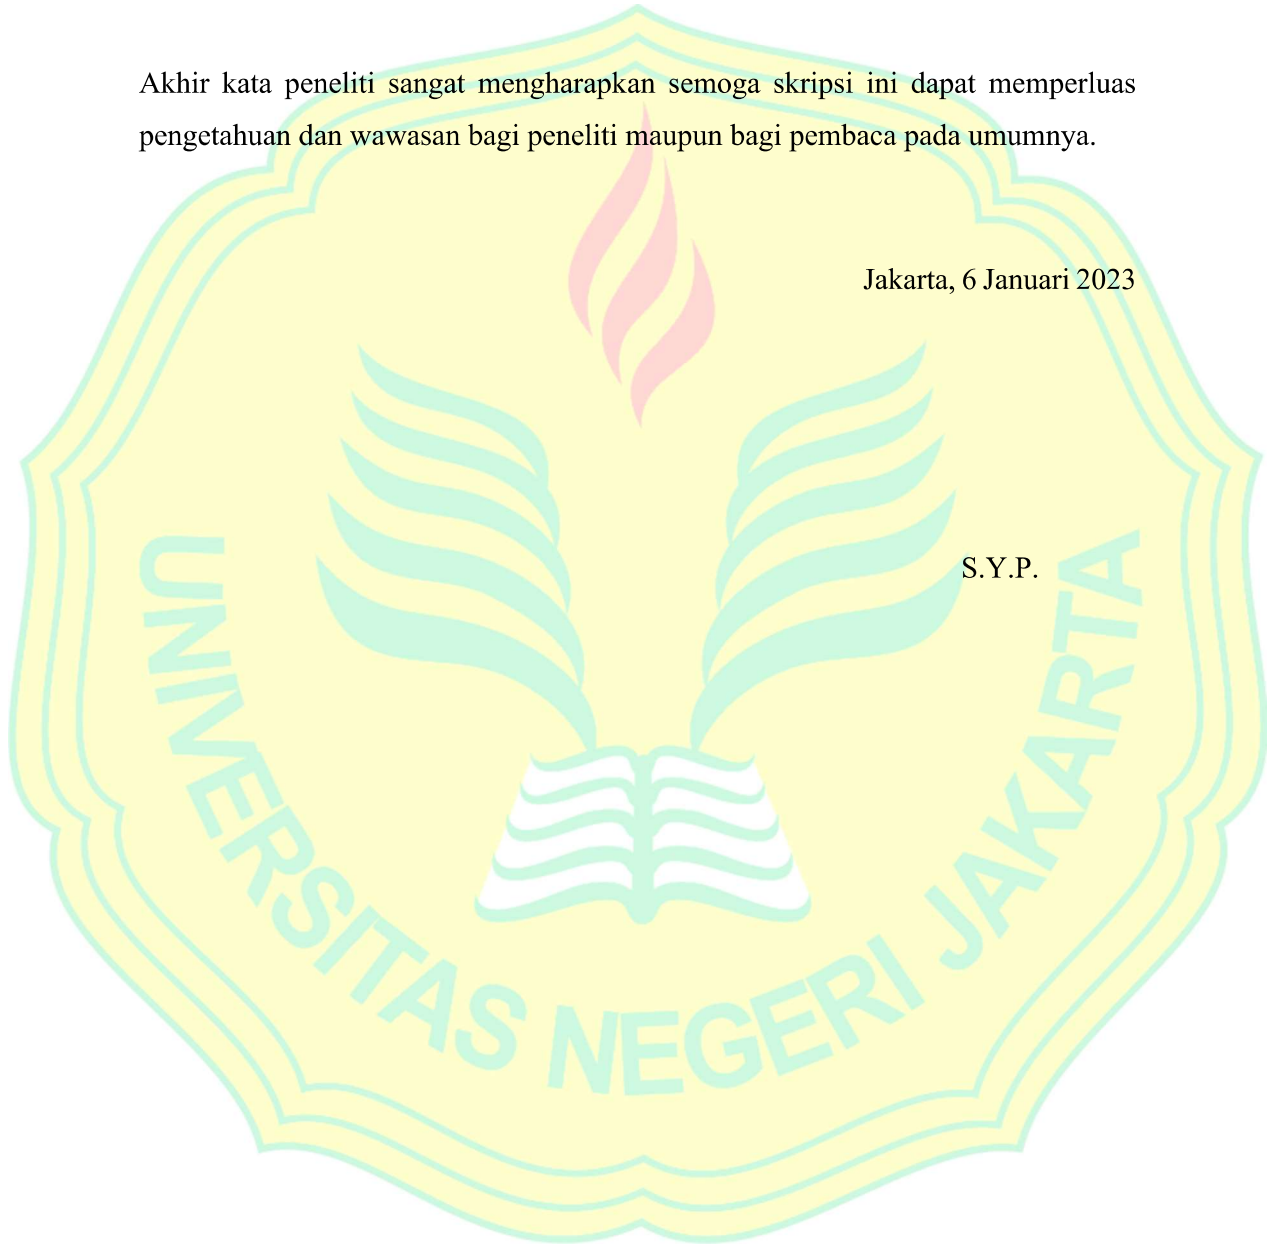 Akhir kata peneliti sangat mengharapkan semoga skripsi ini dapat memperluas
pengetahuan dan wawasan bagi peneliti maupun bagi pembaca pada umumnya.
Jakarta, 6 Januari 2023
S.Y.P.
UNIVERSITAS NEGERI JAKARTA